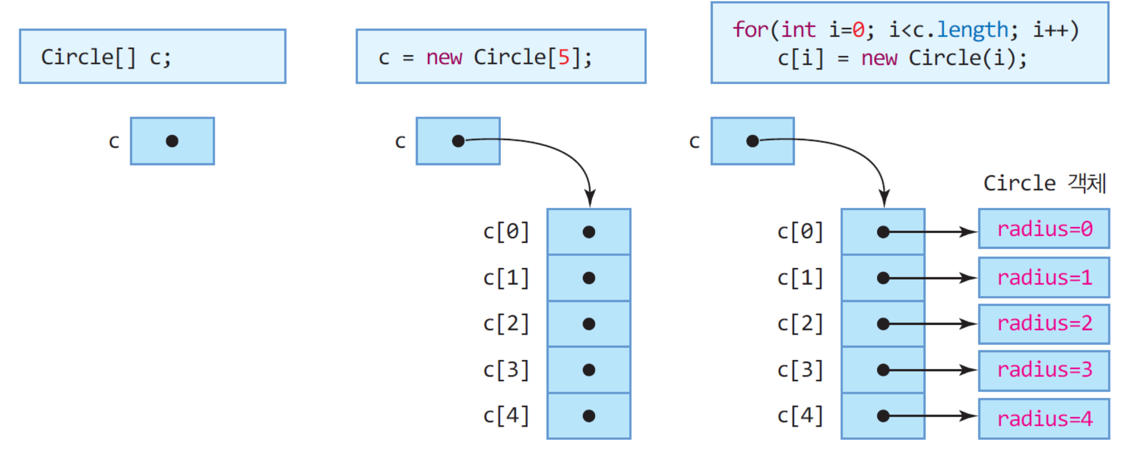 Circle[] c;
c
c = new Circle[5];
c
c[0]
c[1]
c[2]
c[3]
c[4]
for(int i=0; i<c.length; i++)
c[i] = new Circle(i);
c
Circle 객체
c[0]
radius=0
c[1]
radius=1
c[2]
radius=2
c[3]
radius=3
c[4]
radius=4